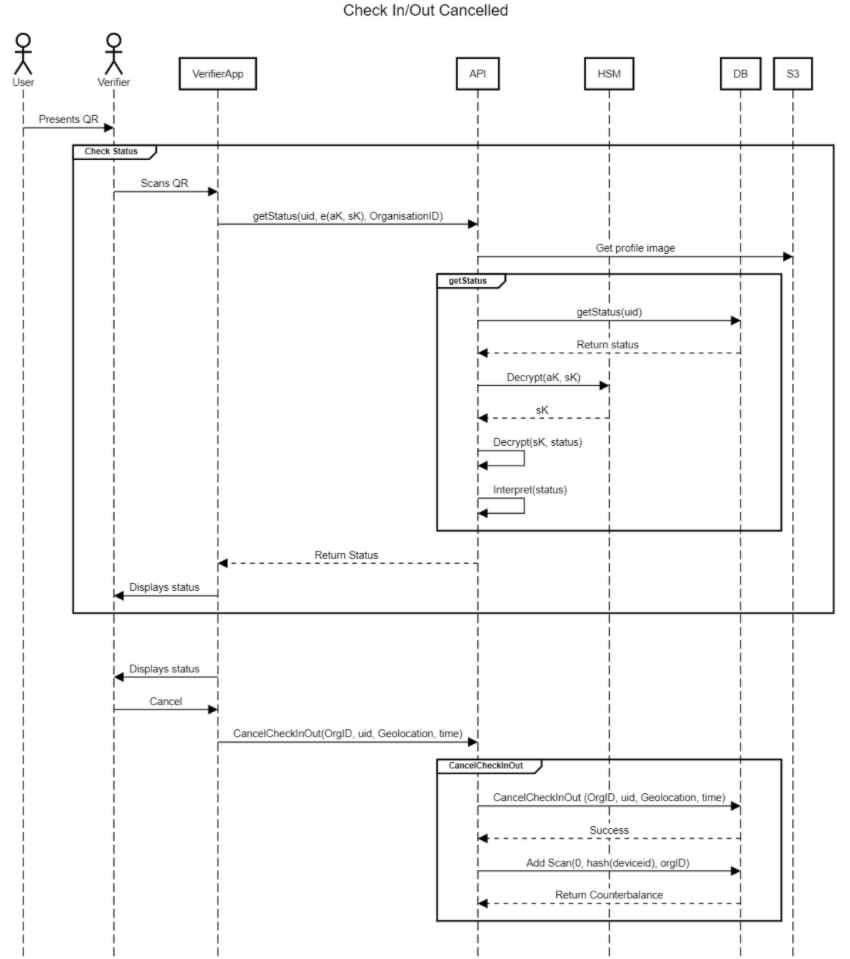 Check In/Out Cancelled
User
Verifier
VerifierApp
API
HSM
DB
S3
Presents QR
Check Status
Scans QR
getStatus(uid, e(aK, sK), OrganisationID)
Get profile image
getStatus
getStatus(uid)
Return status
Decrypt(aK, sK)
sK
Decrypt(sK, status)
Interpret(status)
Return Status
Displays status
Displays status
Cancel
CancelCheckInOut(OrgID, uid, Geolocation, time)
CancelCheckInOut
CancelCheckInOut (OrgID, uid, Geolocation, time)
Success
Add Scan(0, hash(deviceid), orgID)
Return Counterbalance